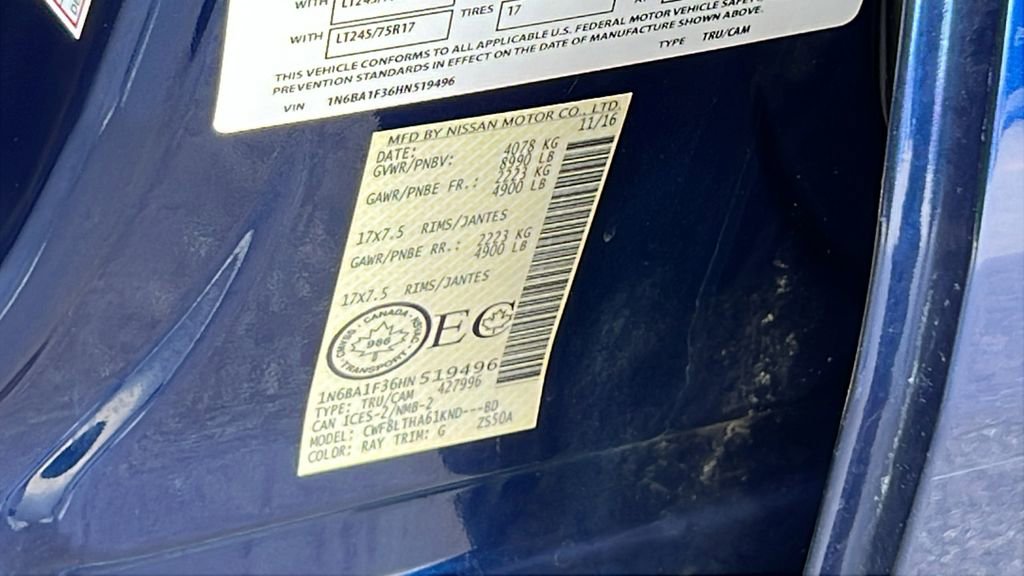 WITH
WITH LT245/75R17 TIRES 17
THIS VEHICLE CONFORMS TO ALL APPLICABLE U.S. FEDERAL MOTOR VEHICLE SAFETY
PREVENTION STANDARDS IN EFFECT ON THE DATE OF MANUFACTURE SHOWN ABOVE.
VIN 1N6BA1F36HN519496 TYPE TRU/CAM
MFD BY NISSAN MOTOR CO., LTD.
DATE: 11/16
GVWR/PNBV: 4078 KG
8990 LB
GAWR/PNBE FR.: 2223 KG
4900 LB
17x7.5 RIMS/JANTES
GAWR/PNBE RR.: 2223 KG
4900 LB
17x7.5 RIMS/JANTES
CANADA
986
TRANSPORT
EC
1N6BA1F36HN519496
TYPE: TRU/CAM 427996
CAN ICES-2/NMB-2
MODEL: CWF8LTHA61KND---BD
COLOR: RAY TRIM: G ZS50A